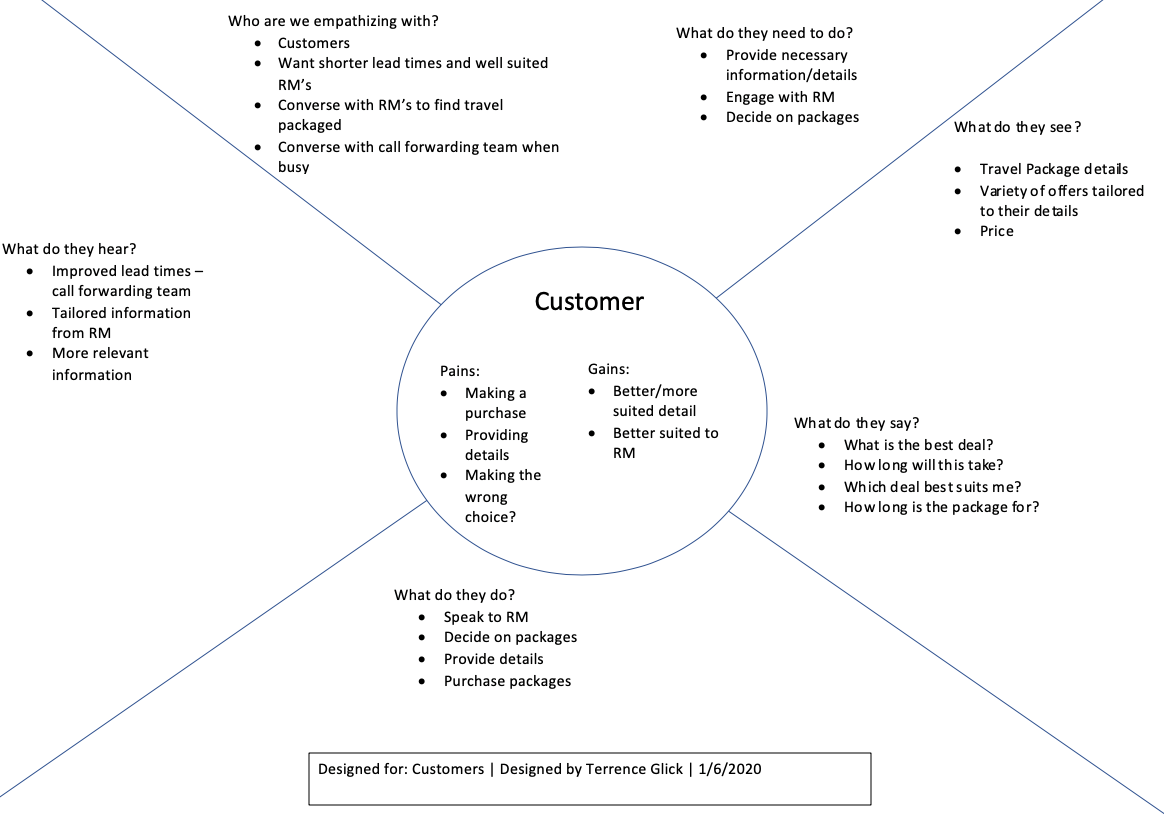 Who are we empathizing with?
• Customers
• Want shorter lead times and well suited
RM’s
• Converse with RM’s to find travel
packaged
• Converse with call forwarding team when
busy
What do they need to do?
• Provide necessary
information/details
• Engage with RM
• Decide on packages
What do they see?
• Travel Package details
• Variety of offers tailored
to their details
• Price
What do they hear?
• Improved lead times –
call forwarding team
• Tailored information
from RM
• More relevant
information
Customer
Pains:
• Making a
purchase
• Providing
details
• Making the
wrong
choice?
Gains:
• Better/more
suited detail
• Better suited to
RM
What do they say?
• What is the best deal?
• How long will this take?
• Which deal best suits me?
• How long is the package for?
What do they do?
• Speak to RM
• Decide on packages
• Provide details
• Purchase packages
Designed for: Customers | Designed by Terrence Glick | 1/6/2020